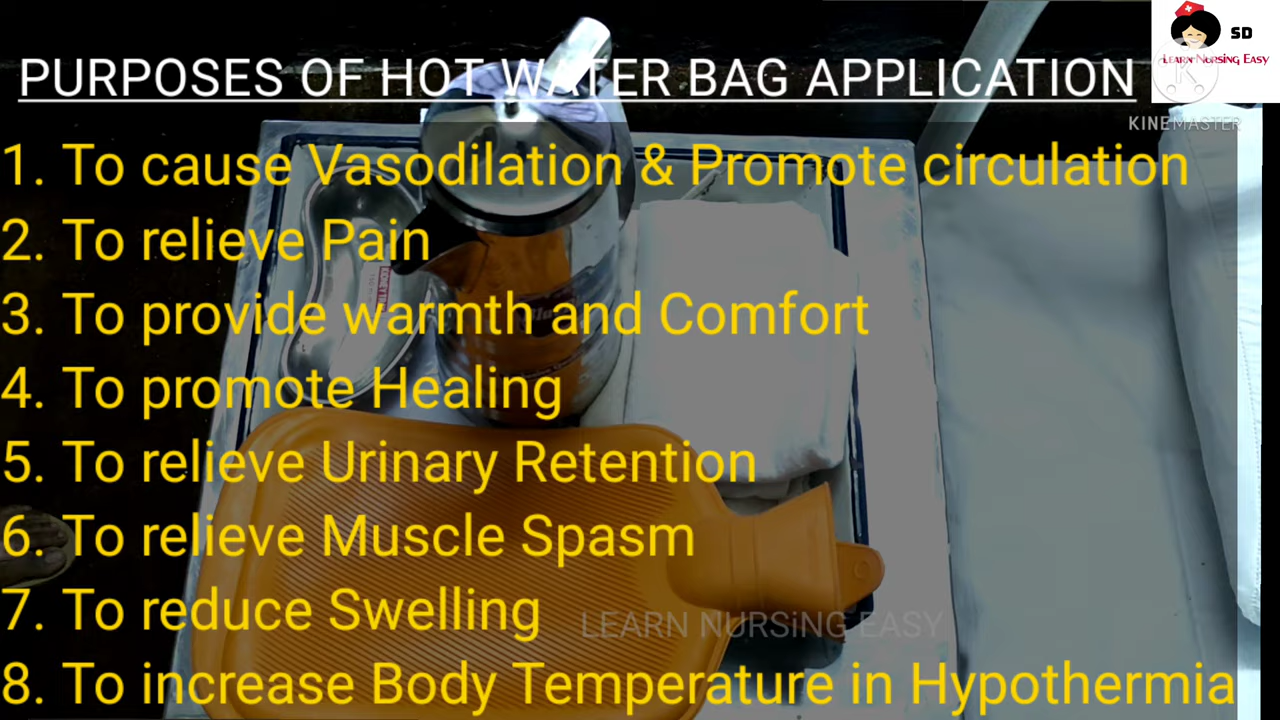 SD
LEARN NURSiNG EASY
PURPOSES OF HOT WATER BAG APPLICATION
KINEMASTER
1. To cause Vasodilation & Promote circulation
2. To relieve Pain
3. To provide warmth and Comfort
4. To promote Healing
5. To relieve Urinary Retention
6. To relieve Muscle Spasm
7. To reduce Swelling
LEARN NURSiNG EASY
8. To increase Body Temperature in Hypothermia